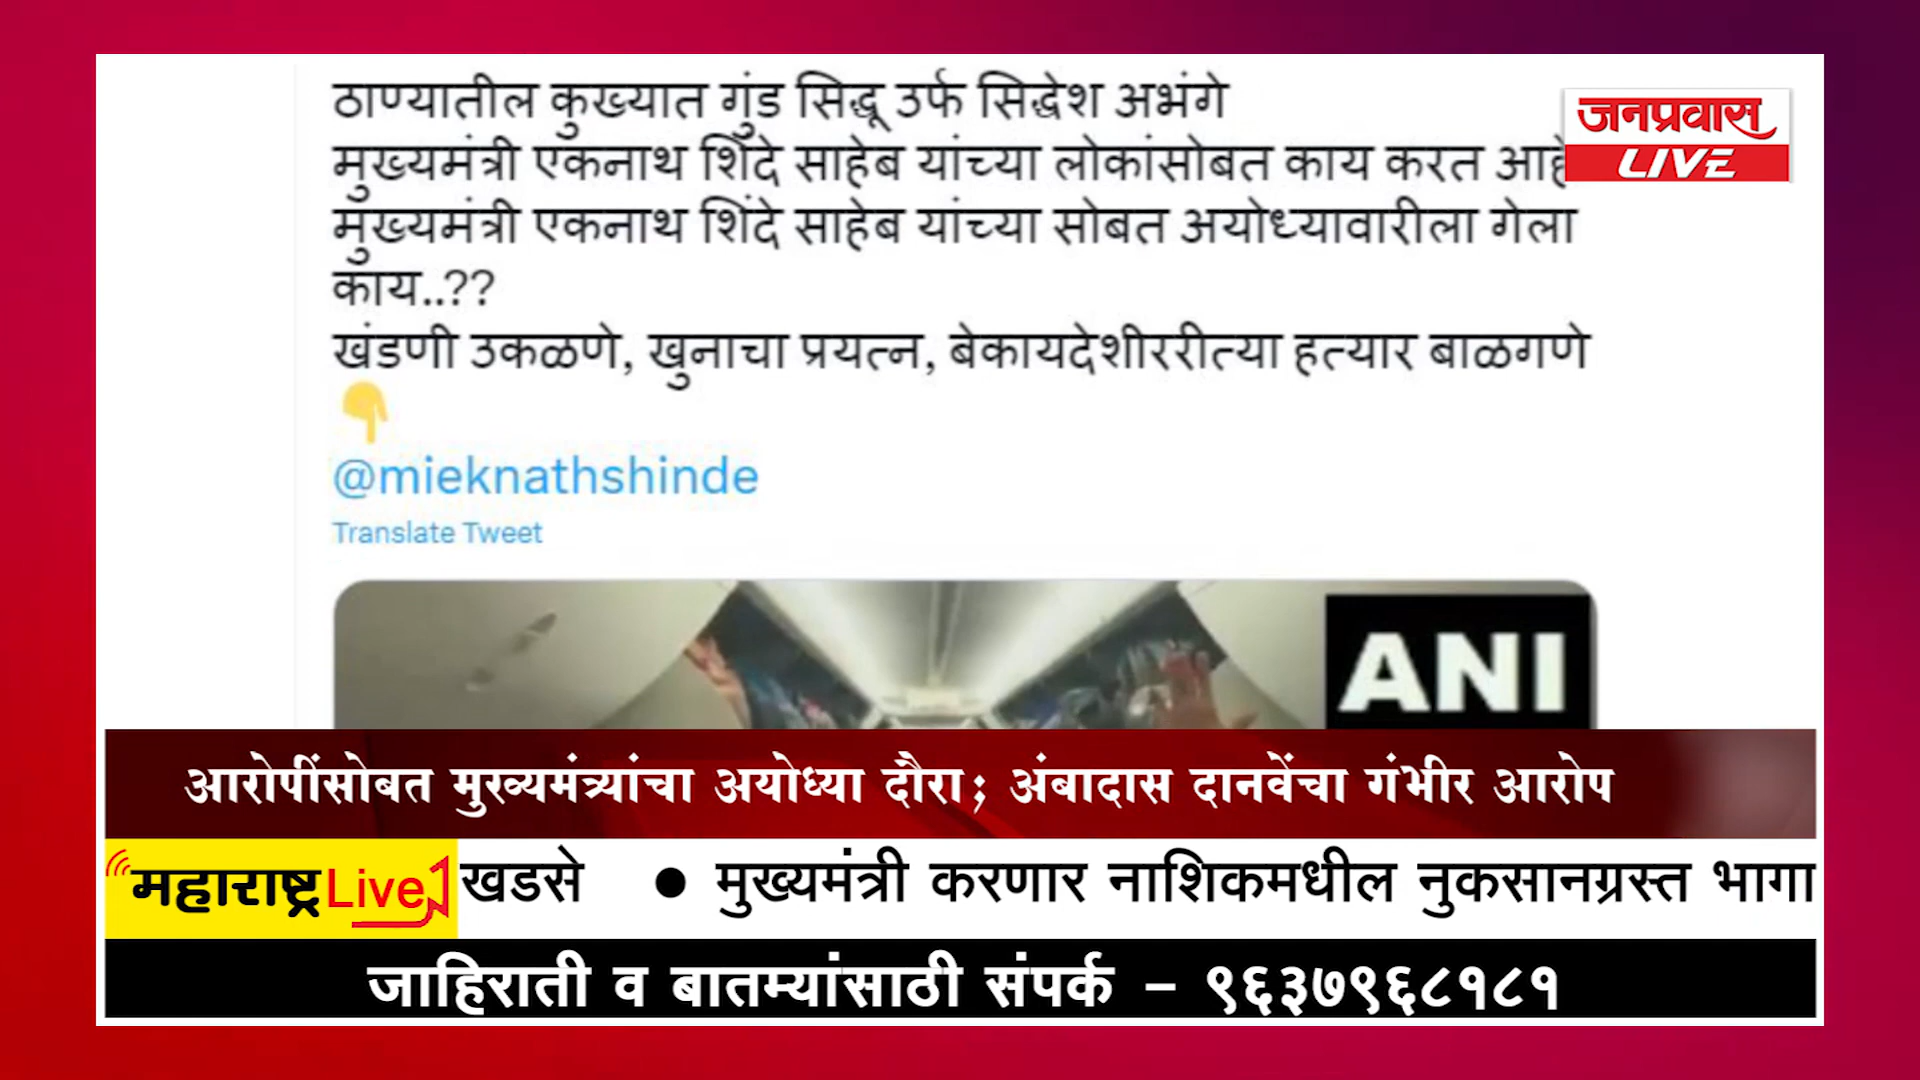 ठाण्यातील कुख्यात गुंड सिद्धू उर्फ सिद्धेश अभंगे
जनप्रवास
LIVE
मुख्यमंत्री एकनाथ शिंदे साहेब यांच्या लोकांसोबत काय करत आहे
मुख्यमंत्री एकनाथ शिंदे साहेब यांच्या सोबत अयोध्यावारीला गेला
काय..??
खंडणी उकळणे, खुनाचा प्रयत्न, बेकायदेशीररीत्या हत्यार बाळगणे
👇
@mieknathshinde
Translate Tweet
ANI
आरोपींसोबत मुख्यमंत्र्यांचा अयोध्या दौरा; अंबादास दानवेंचा गंभीर आरोप
महाराष्ट्र Live
खडसे ● मुख्यमंत्री करणार नाशिकमधील नुकसानग्रस्त भागा
जाहिराती व बातम्यांसाठी संपर्क – ९६३७९६८१८१